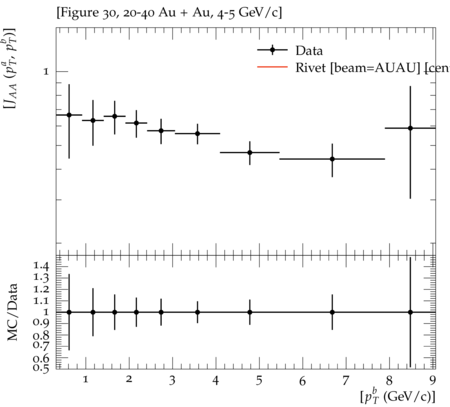 [Figure 30, 20-40 Au + Au, 4-5 GeV/c]
[J_AA (p_T^a, p_T^b)]
1
Data
Rivet [beam=AUAU] [cen
MC/Data
1.4
1.3
1.2
1.1
1
0.9
0.8
0.7
0.6
0.5
1 2 3 4 5 6 7 8 9
[p_T^b (GeV/c)]